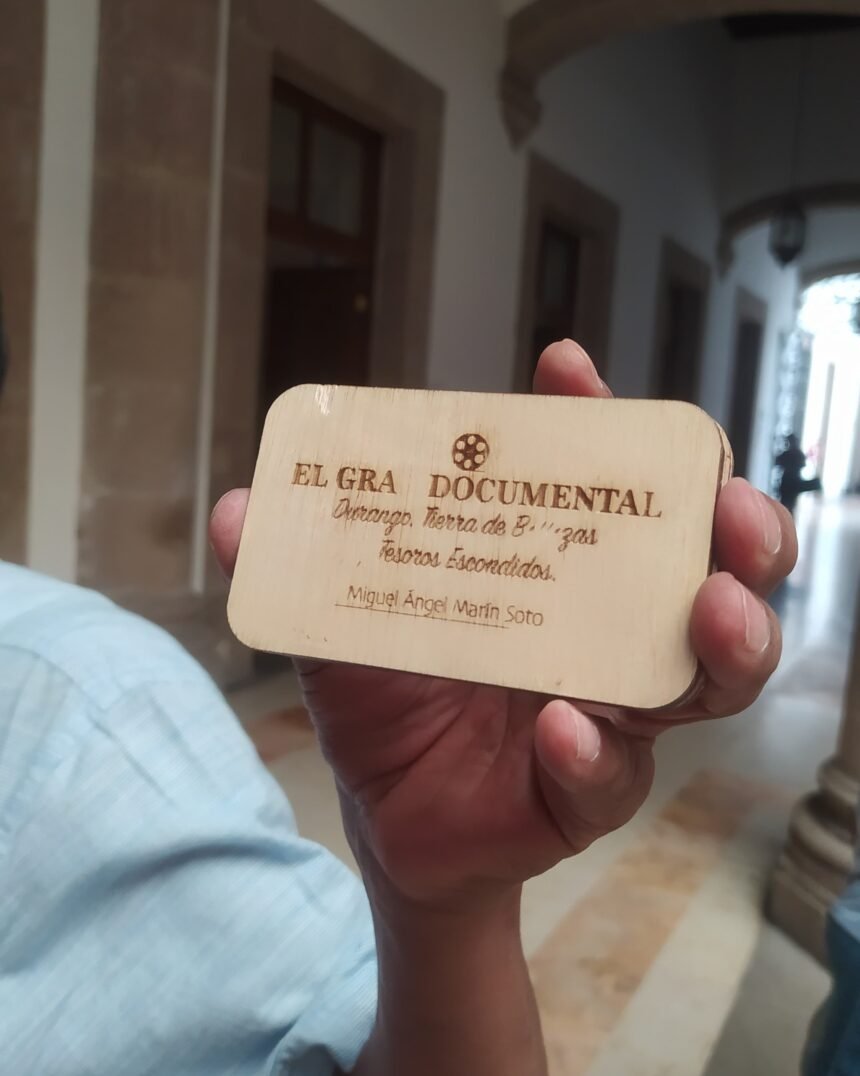 EL GRA DOCUMENTAL
Durango, Tierra de
Tesoros Escondidos.
Miguel Ángel Marín Soto